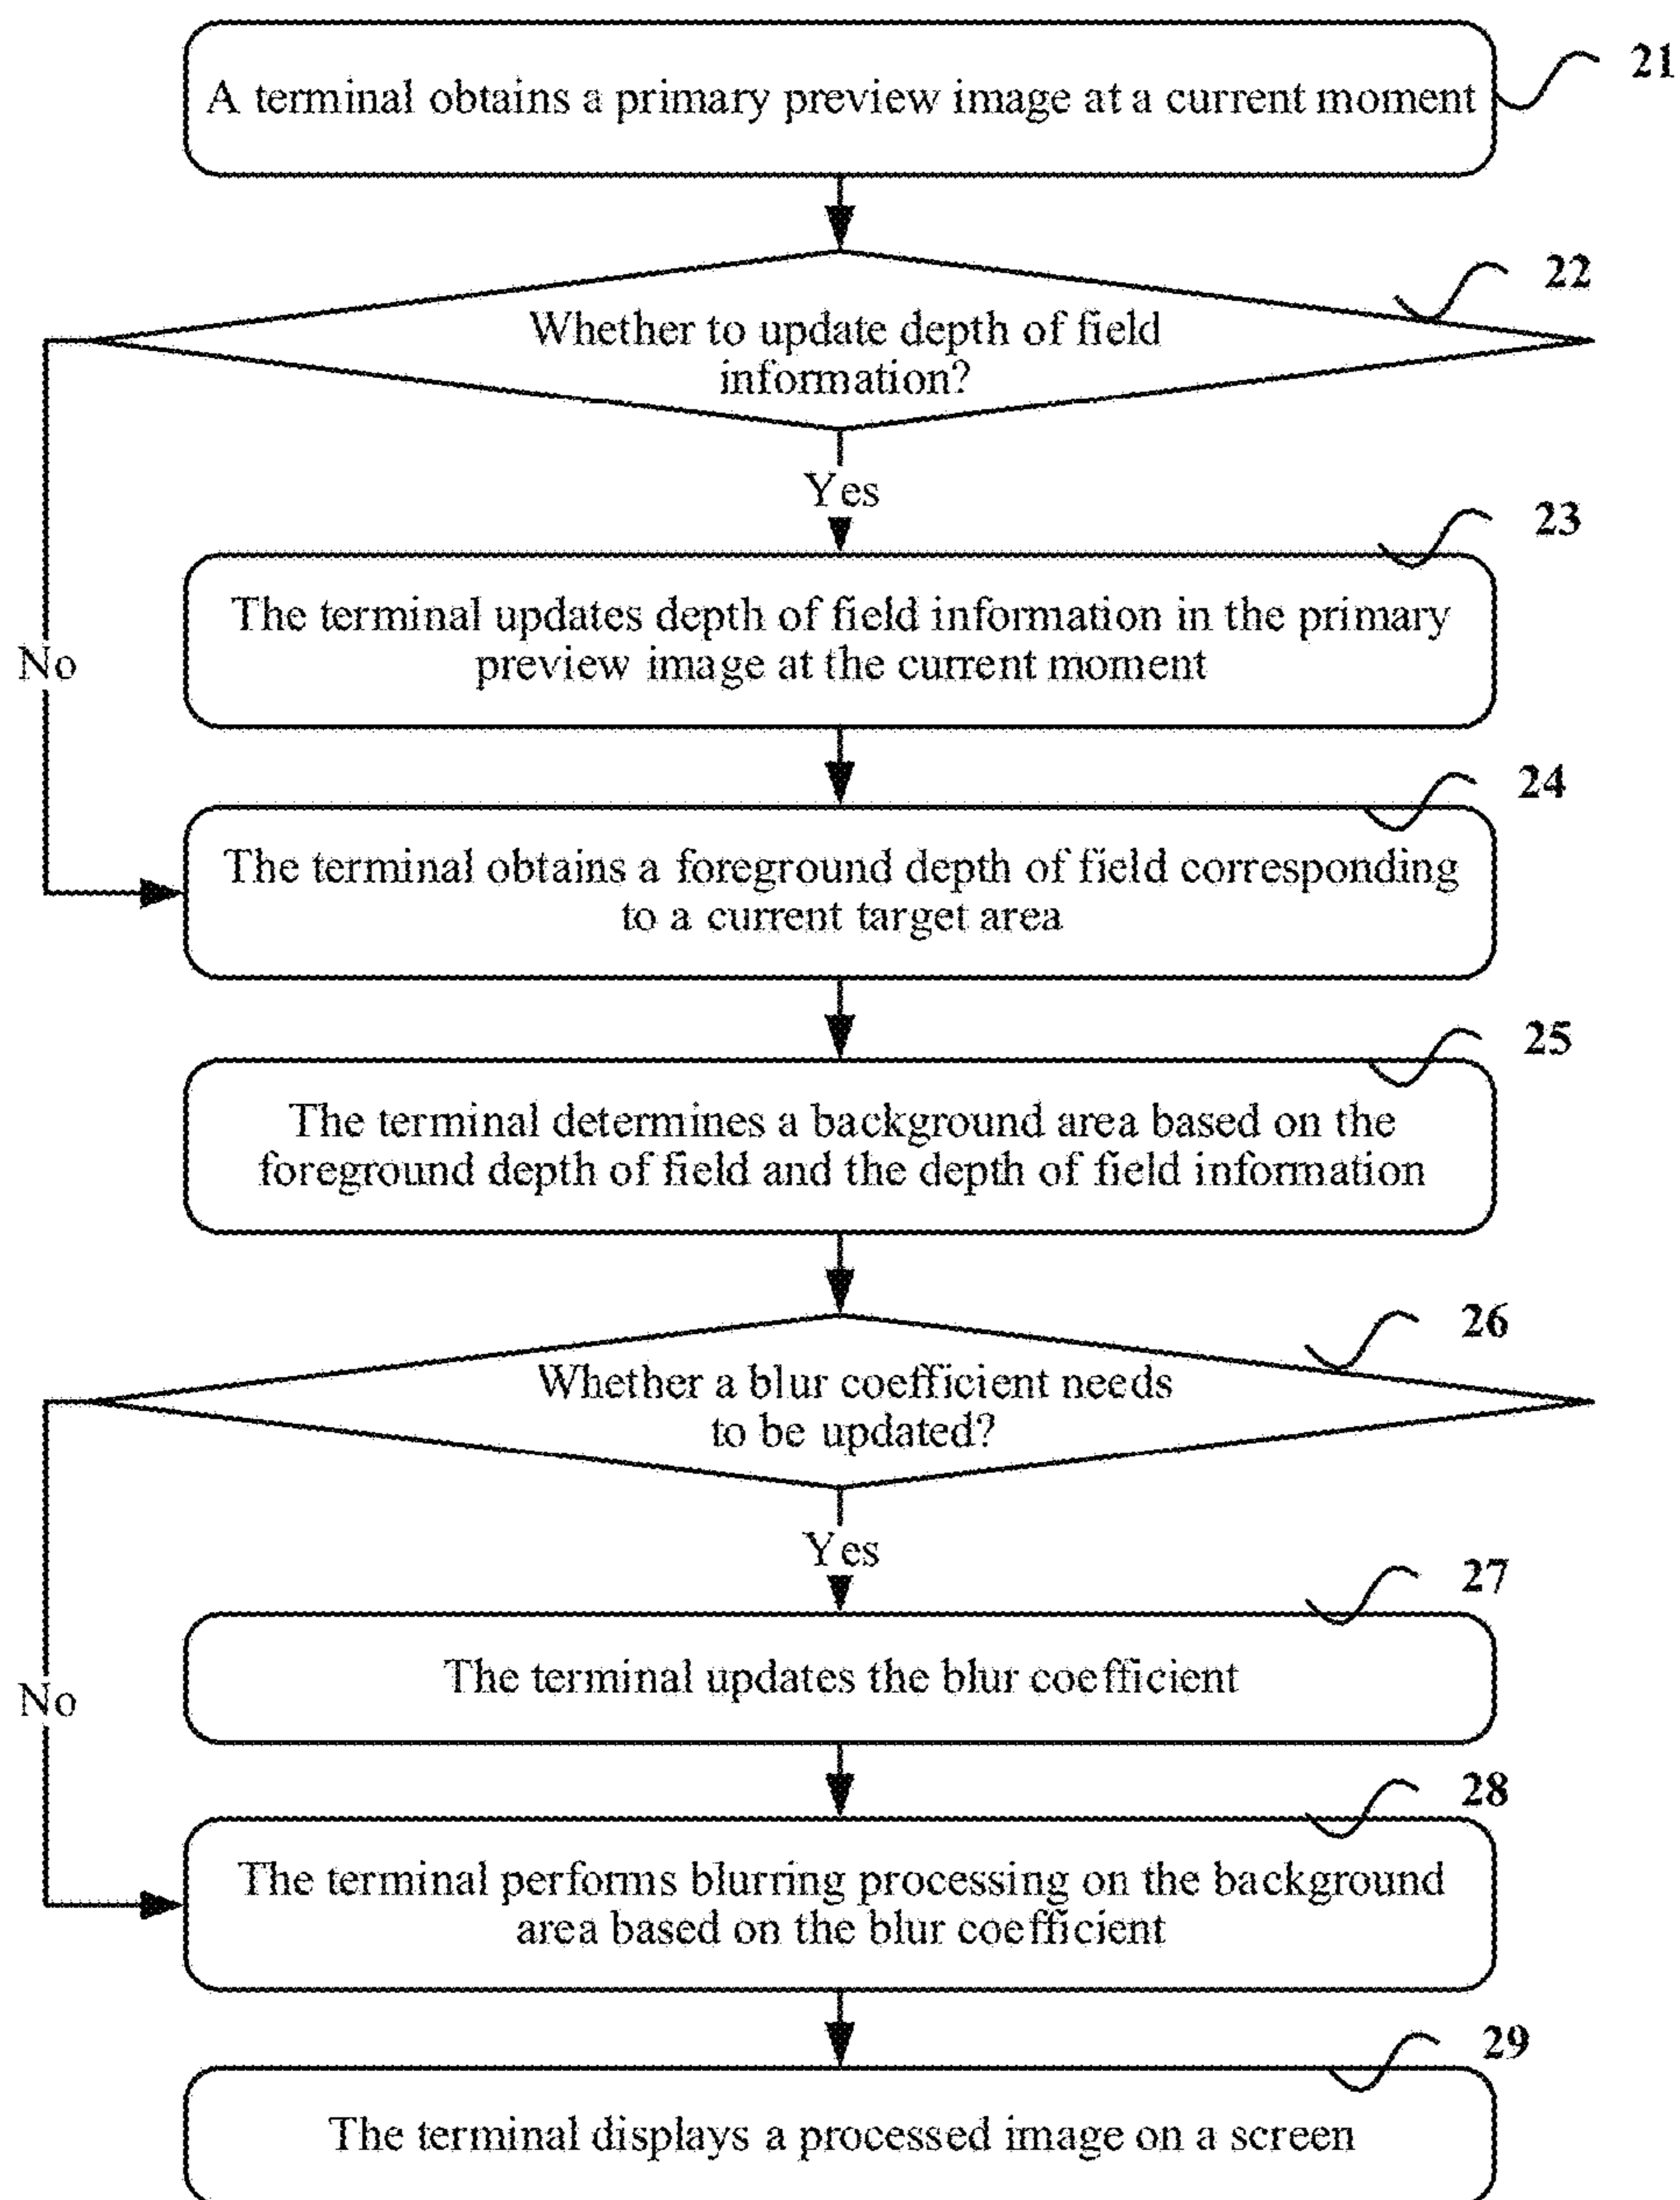 21
A terminal obtains a primary preview image at a current moment
22
Whether to update depth of field
information?
Yes
23
The terminal updates depth of field information in the primary
preview image at the current moment
No
24
The terminal obtains a foreground depth of field corresponding
to a current target area
25
The terminal determines a background area based on the
foreground depth of field and the depth of field information
26
Whether a blur coefficient needs
to be updated?
Yes
27
The terminal updates the blur coefficient
No
28
The terminal performs blurring processing on the background
area based on the blur coefficient
29
The terminal displays a processed image on a screen